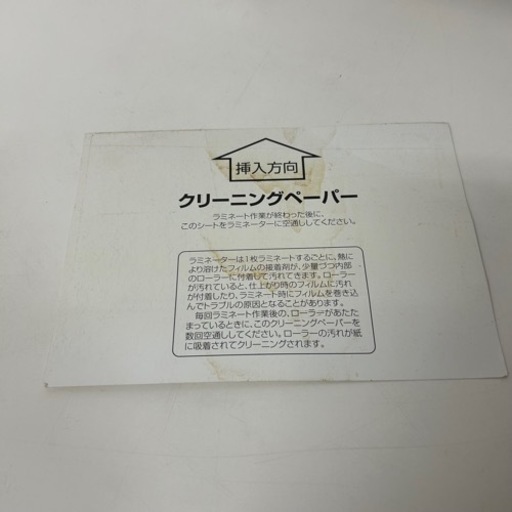 挿入方向
クリーニングペーパー
ラミネート作業が終わった後に、
このシートをラミネーターに空通ししてください。
ラミネーターは1枚ラミネートするごとに、熱に
より溶けたフィルムの接着剤が、少量づつ内部
のローラーに付着して汚れてきます。ローラー
が汚れていると、仕上がり時のフィルムに汚れ
が付着したり、ラミネート時にフィルムを巻き込
んでトラブルの原因となることがあります。
毎回ラミネート作業後の、ローラーがあたた
まっているときに、このクリーニングペーパーを
数回空通ししてください。ローラーの汚れが紙
に吸着されてクリーニングされます。